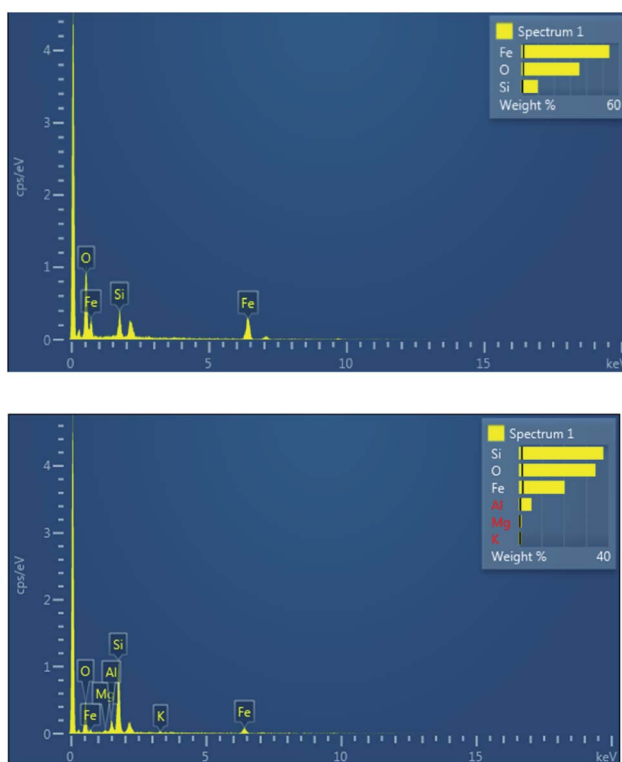 Spectrum 1
Fe
O
Si
Weight % 60
4
3
2
1
0
cps/eV
O
Fe
Si
Fe
0 5 10 15 keV
Spectrum 1
Si
O
Fe
Al
Mg
K
Weight % 40
4
3
2
1
0
cps/eV
Si
O Al
Mg
Fe K Fe
0 5 10 15 keV